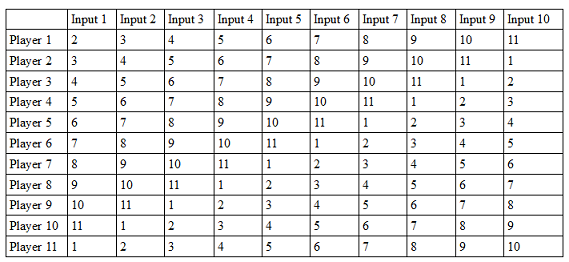 Input 1 Input 2 Input 3 Input 4 Input 5 Input 6 Input 7 Input 8 Input 9 Input 10
Player 1 2 3 4 5 6 7 8 9 10 11
Player 2 3 4 5 6 7 8 9 10 11 1
Player 3 4 5 6 7 8 9 10 11 1 2
Player 4 5 6 7 8 9 10 11 1 2 3
Player 5 6 7 8 9 10 11 1 2 3 4
Player 6 7 8 9 10 11 1 2 3 4 5
Player 7 8 9 10 11 1 2 3 4 5 6
Player 8 9 10 11 1 2 3 4 5 6 7
Player 9 10 11 1 2 3 4 5 6 7 8
Player 10 11 1 2 3 4 5 6 7 8 9
Player 11 1 2 3 4 5 6 7 8 9 10